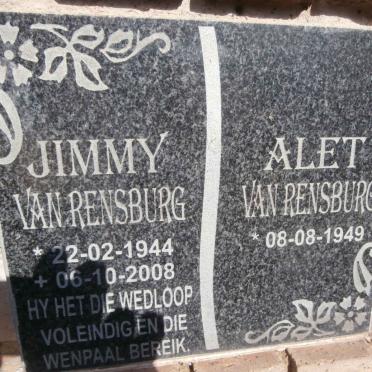 JIMMY
VAN RENSBURG
* 22-02-1944
+ 06-10-2008
HY HET DIE WEDLOOP
VOLEINDIG EN DIE
WENPAAL BEREIK.
ALET
VAN RENSBURG
* 08-08-1949